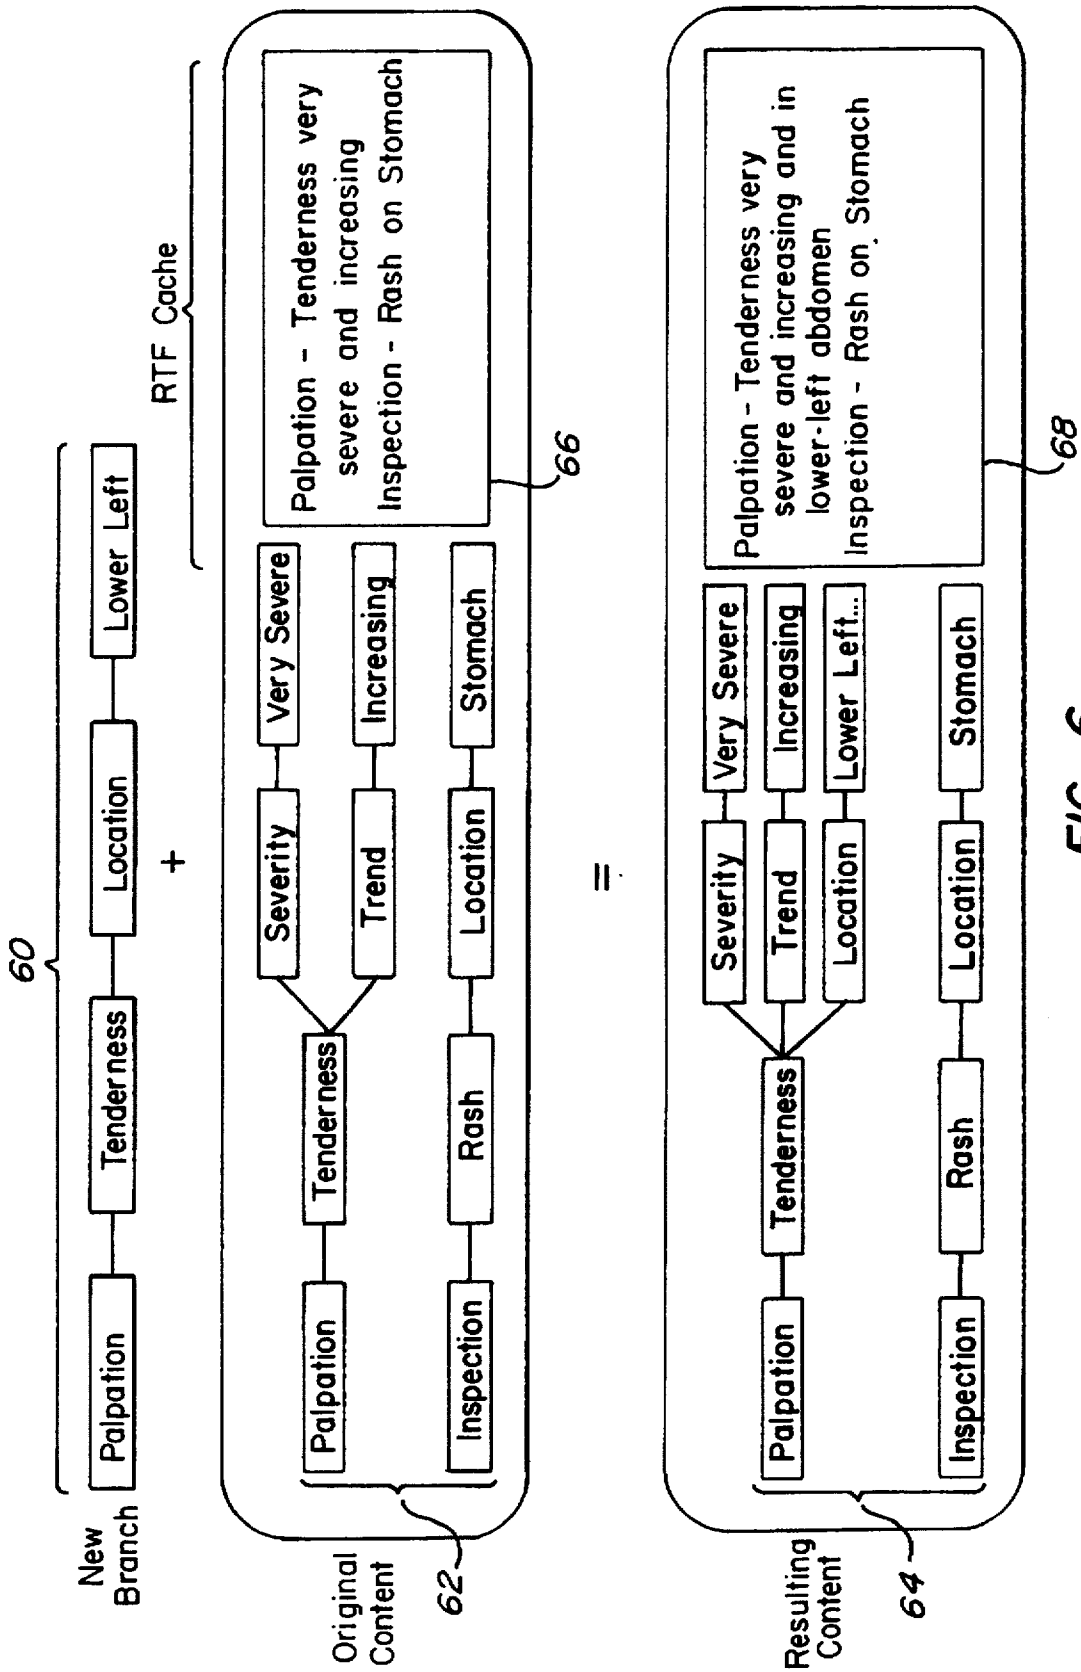 60
New
Branch
Palpation
Tenderness
Location
Lower Left
+
RTF Cache
Original
Content
62
Palpation
Tenderness
Severity
Very Severe
Trend
Increasing
Inspection
Rash
Location
Stomach
Palpation - Tenderness very
severe and increasing
Inspection - Rash on Stomach
66
=
Resulting
Content
64
Palpation
Tenderness
Severity
Very Severe
Trend
Increasing
Location
Lower Left...
Inspection
Rash
Location
Stomach
Palpation - Tenderness very
severe and increasing and in
lower-left abdomen
Inspection - Rash on Stomach
68
FIG. 6